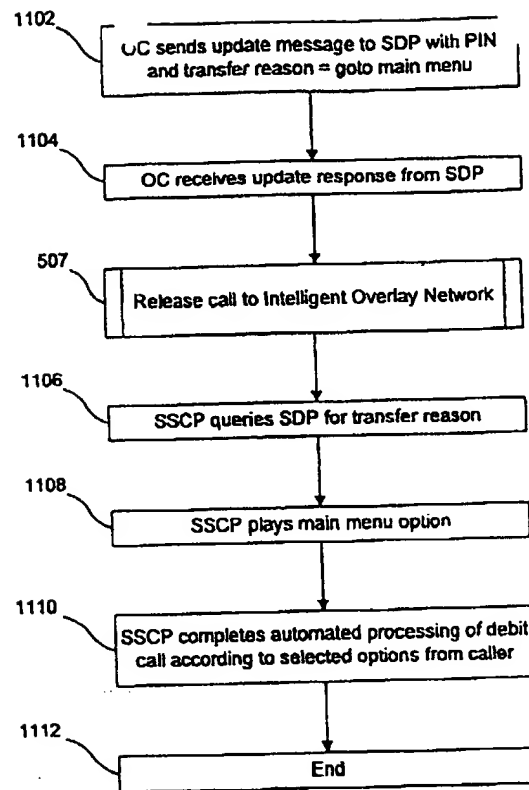 1102
OC sends update message to SDP with PIN
and transfer reason = goto main menu
1104
OC receives update response from SDP
507
Release call to Intelligent Overlay Network
1106
SSCP queries SDP for transfer reason
1108
SSCP plays main menu option
1110
SSCP completes automated processing of debit
call according to selected options from caller
1112
End